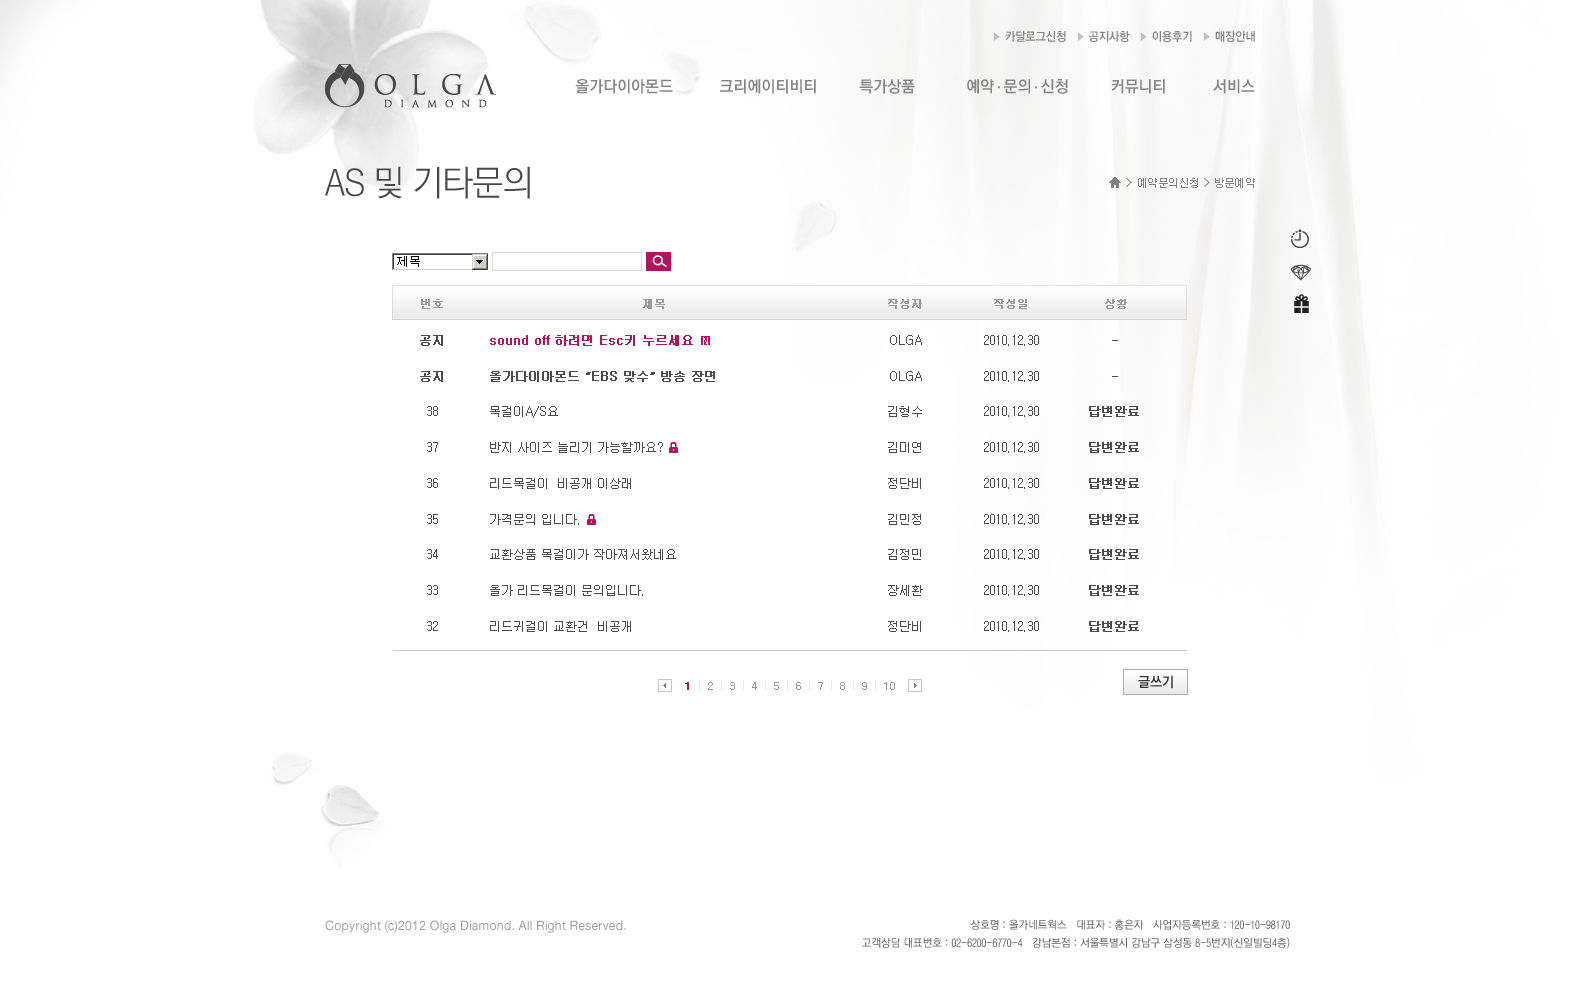 카달로그신청 공지사항 이용후기 매장안내
OLGA
DIAMOND
올가다이아몬드 크리에이티비티 특가상품 예약·문의·신청 커뮤니티 서비스
AS 및 기타문의
> 예약문의신청 > 방문예약
제목
번호 제목 작성자 작성일 상황
공지 sound off 하려면 Esc키 누르세요 N OLGA 2010.12.30 -
공지 올가다이아몬드 “EBS 맞수” 방송 장면 OLGA 2010.12.30 -
38 목걸이A/S요 김형수 2010.12.30 답변완료
37 반지 사이즈 늘리기 가능할까요? 김미연 2010.12.30 답변완료
36 리드목걸이 비공개 이상래 정단비 2010.12.30 답변완료
35 가격문의 입니다. 김민정 2010.12.30 답변완료
34 교환상품 목걸이가 작아져서왔네요 김정민 2010.12.30 답변완료
33 올가 리드목걸이 문의입니다. 장세환 2010.12.30 답변완료
32 리드귀걸이 교환건 비공개 정단비 2010.12.30 답변완료
1 2 3 4 5 6 7 8 9 10
글쓰기
Copyright (c)2012 Olga Diamond. All Right Reserved.
상호명 : 올가네트웍스 대표자 : 홍은자 사업자등록번호 : 120-10-98170
고객상담 대표번호 : 02-6200-6770-4 강남본점 : 서울특별시 강남구 삼성동 8-5번지(신일빌딩4층)